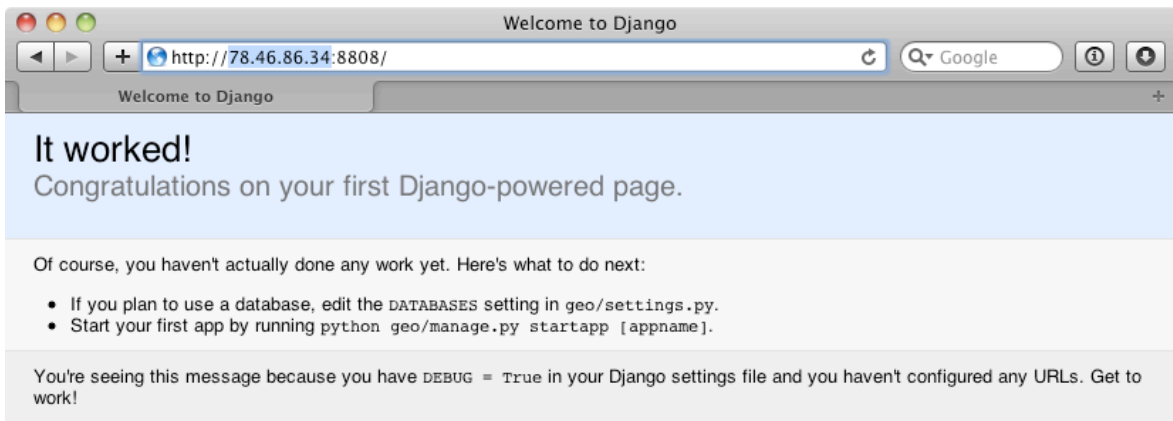 Welcome to Django
http://78.46.86.34:8808/
Google
Welcome to Django
It worked!
Congratulations on your first Django-powered page.
Of course, you haven't actually done any work yet. Here's what to do next:
• If you plan to use a database, edit the DATABASES setting in geo/settings.py.
• Start your first app by running python geo/manage.py startapp [appname].
You're seeing this message because you have DEBUG = True in your Django settings file and you haven't configured any URLs. Get to
work!